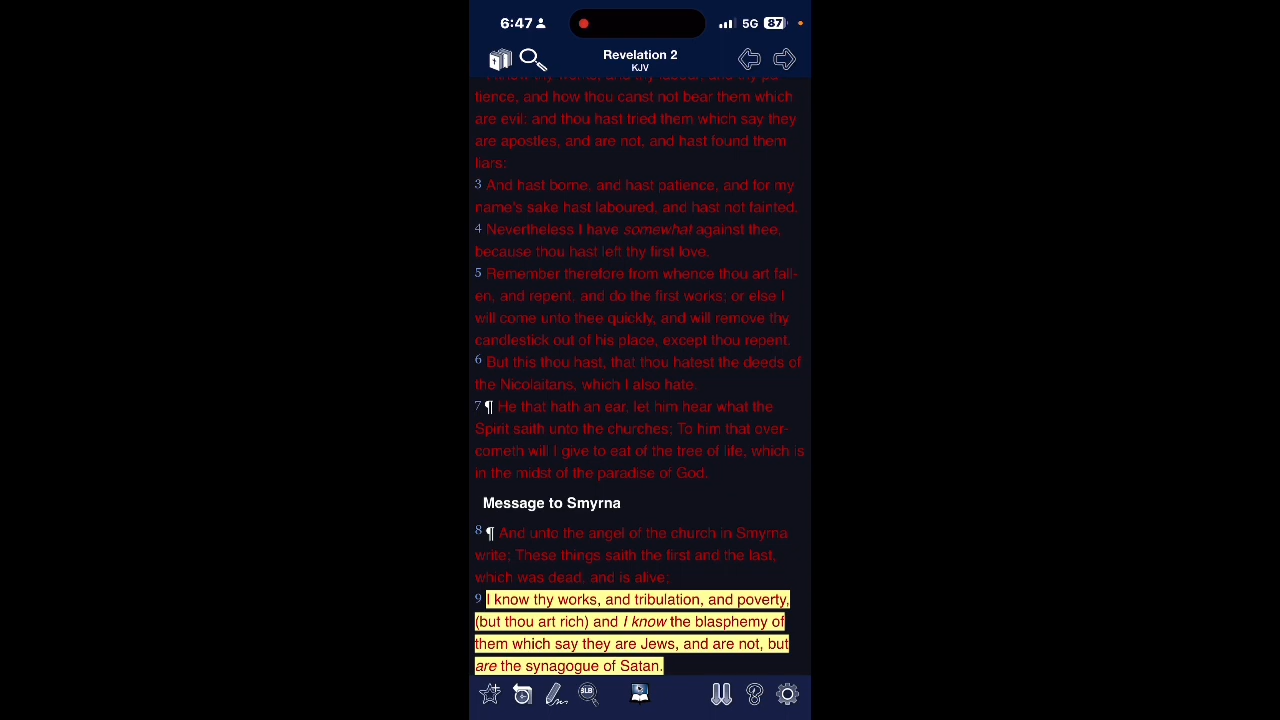 6:47
5G 87
Revelation 2
KJV
tience, and how thou canst not bear them which
are evil: and thou hast tried them which say they
are apostles, and are not, and hast found them
liars:
3 And hast borne, and hast patience, and for my
name's sake hast laboured, and hast not fainted.
4 Nevertheless I have somewhat against thee,
because thou hast left thy first love.
5 Remember therefore from whence thou art fall-
en, and repent, and do the first works; or else I
will come unto thee quickly, and will remove thy
candlestick out of his place, except thou repent.
6 But this thou hast, that thou hatest the deeds of
the Nicolaitans, which I also hate.
7 ¶ He that hath an ear, let him hear what the
Spirit saith unto the churches; To him that over-
cometh will I give to eat of the tree of life, which is
in the midst of the paradise of God.
Message to Smyrna
8 ¶ And unto the angel of the church in Smyrna
write; These things saith the first and the last,
which was dead, and is alive;
9 I know thy works, and tribulation, and poverty,
(but thou art rich) and I know the blasphemy of
them which say they are Jews, and are not, but
are the synagogue of Satan.
SLB